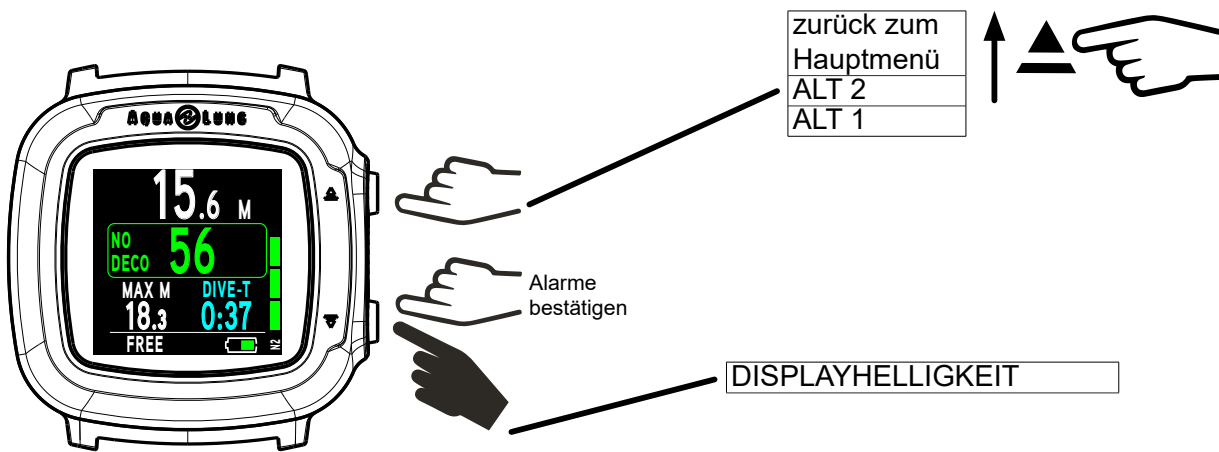 zurück zum
Hauptmenü
ALT 2
ALT 1
AQUA LUNG
15.6 M
NO
DECO 56
MAX M DIVE-T
18.3 0:37
FREE N2
Alarme
bestätigen
DISPLAYHELLIGKEIT